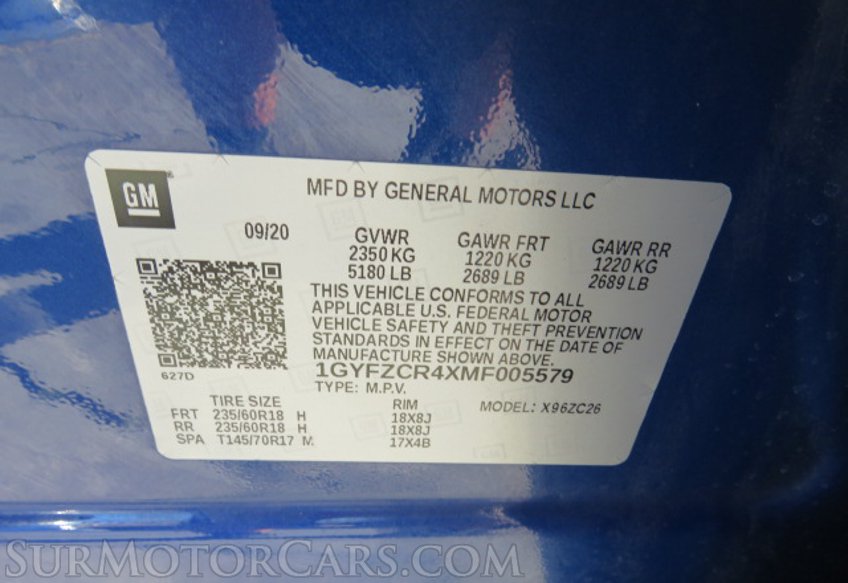 GM
MFD BY GENERAL MOTORS LLC
09/20
GVWR
2350 KG
5180 LB
GAWR FRT
1220 KG
2689 LB
GAWR RR
1220 KG
2689 LB
THIS VEHICLE CONFORMS TO ALL
APPLICABLE U.S. FEDERAL MOTOR
VEHICLE SAFETY AND THEFT PREVENTION
STANDARDS IN EFFECT ON THE DATE OF
MANUFACTURE SHOWN ABOVE.
627D
1GYFZCR4XMF005579
TYPE: M.P.V.
MODEL: X96ZC26
TIRE SIZE RIM
FRT 235/60R18 H 18X8J
RR 235/60R18 H 18X8J
SPA T145/70R17 M 17X4B
SURMOTORCARS.COM